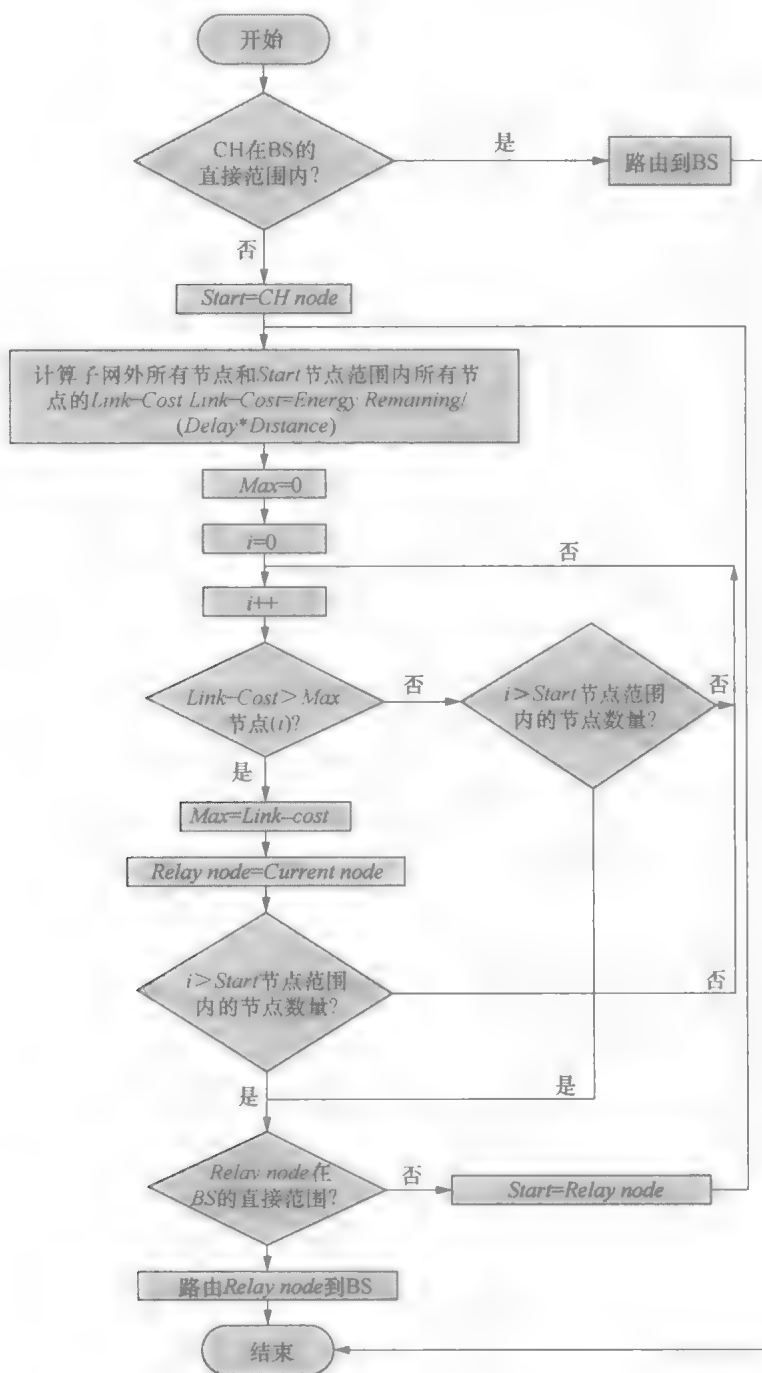 开始
CH在BS的
直接范围内?
是
路由到BS
否
Start=CH node
计算子网外所有节点和Start节点范围内所有节
点的Link-Cost Link-Cost=Energy Remaining/
(Delay*Distance)
Max=0
i=0
否
i++
Link-Cost>Max
节点(i)?
否
i>Start节点范围
内的节点数量?
否
是
Max=Link-cost
Relay node=Current node
i>Start节点范围
内的节点数量?
否
是
是
Relay node在
BS的直接范围?
否
Start=Relay node
路由Relay node到BS
结束